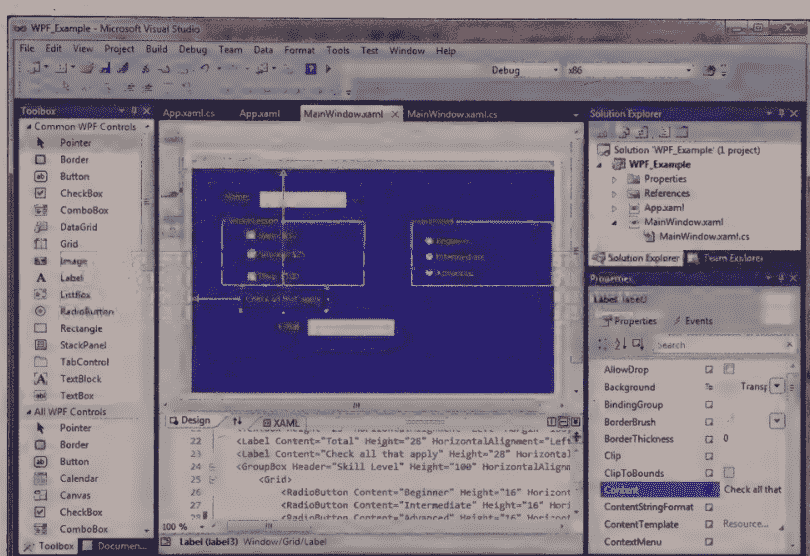 WPF_Example - Microsoft Visual Studio
File Edit View Project Build Debug Team Data Format Tools Test Window Help
Debug x86
Toolbox
Common WPF Controls
Pointer
Border
Button
CheckBox
ComboBox
DataGrid
Grid
Image
Label
ListBox
RadioButton
Rectangle
StackPanel
TabControl
TextBlock
TextBox
All WPF Controls
Pointer
Border
Button
Calendar
Canvas
CheckBox
ComboBox
Toolbox Documen...
App.xaml.cs App.xaml MainWindow.xaml MainWindow.xaml.cs
Beginner
Intermediate
Advanced
Check all that apply
Total
Design XAML
22 <Label Content="Total" Height="28" HorizontalAlignment="Left
23 <Label Content="Check all that apply" Height="28" Horizontal
24 <GroupBox Header="Skill Level" Height="100" HorizontalAlignm
25 <Grid>
26 <RadioButton Content="Beginner" Height="16" Horizont
27 <RadioButton Content="Intermediate" Height="16" Hori
28 <RadioButton Content="Advanced" Height="16" Horizont
100 %
Label (label3) Window/Grid/Label
Solution Explorer
Solution 'WPF_Example' (1 project)
WPF_Example
Properties
References
App.xaml
MainWindow.xaml
MainWindow.xaml.cs
Solution Explorer Team Explorer
Properties
Label label3
Properties Events
Search
AllowDrop
Background Transp
BindingGroup
BorderBrush
BorderThickness 0
Clip
ClipToBounds
Content Check all that
ContentStringFormat
ContentTemplate Resource...
ContextMenu